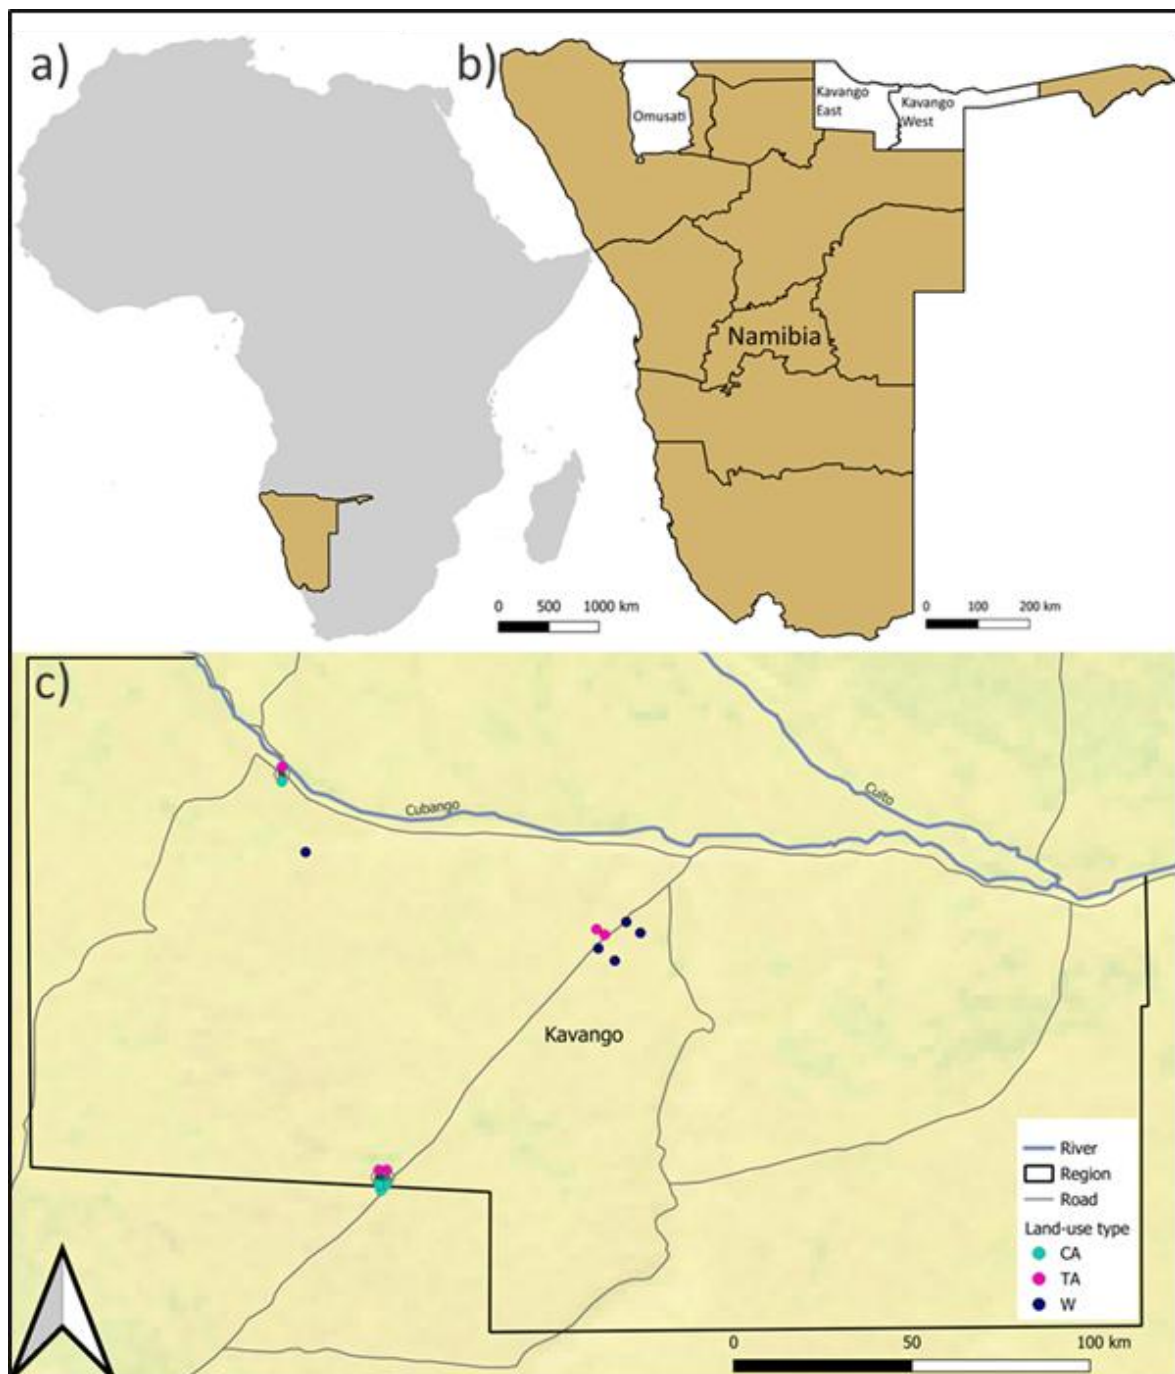 a)
b)
Omusati
Kavango
East
Kavango
West
Namibia
0 500 1000 km
0 100 200 km
c)
Cubango
Cuito
Kavango
River
Region
Road
Land-use type
CA
TA
W
0 50 100 km